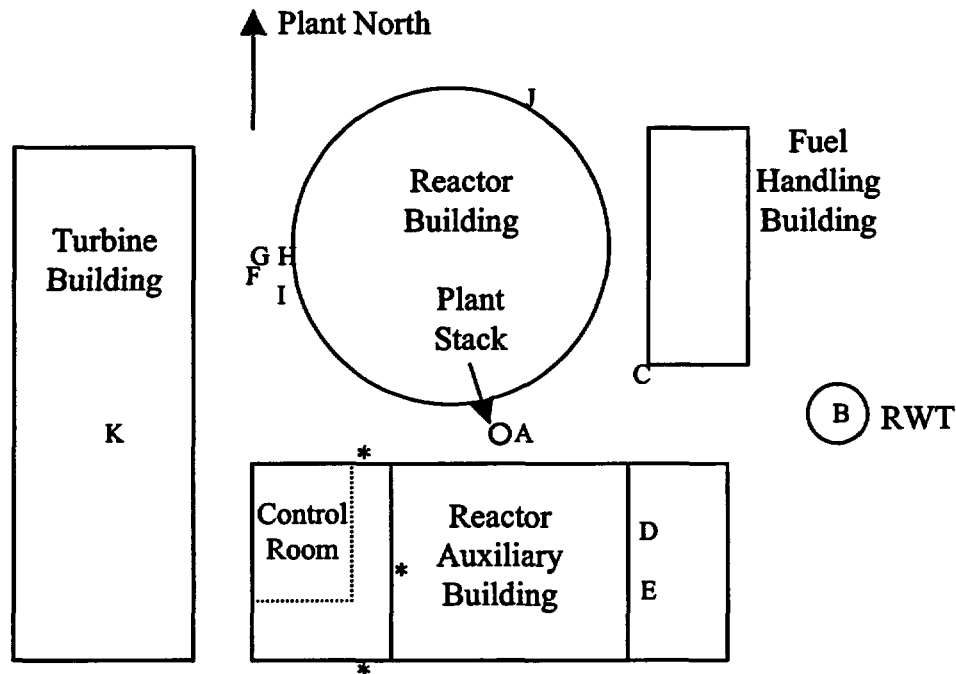 Plant North
J
Reactor
Building
Fuel
Handling
Building
Turbine
Building
G H
F
I
Plant
Stack
C
K
A
B RWT
*
Control
Room
*
Reactor
Auxiliary
Building
D
E
*